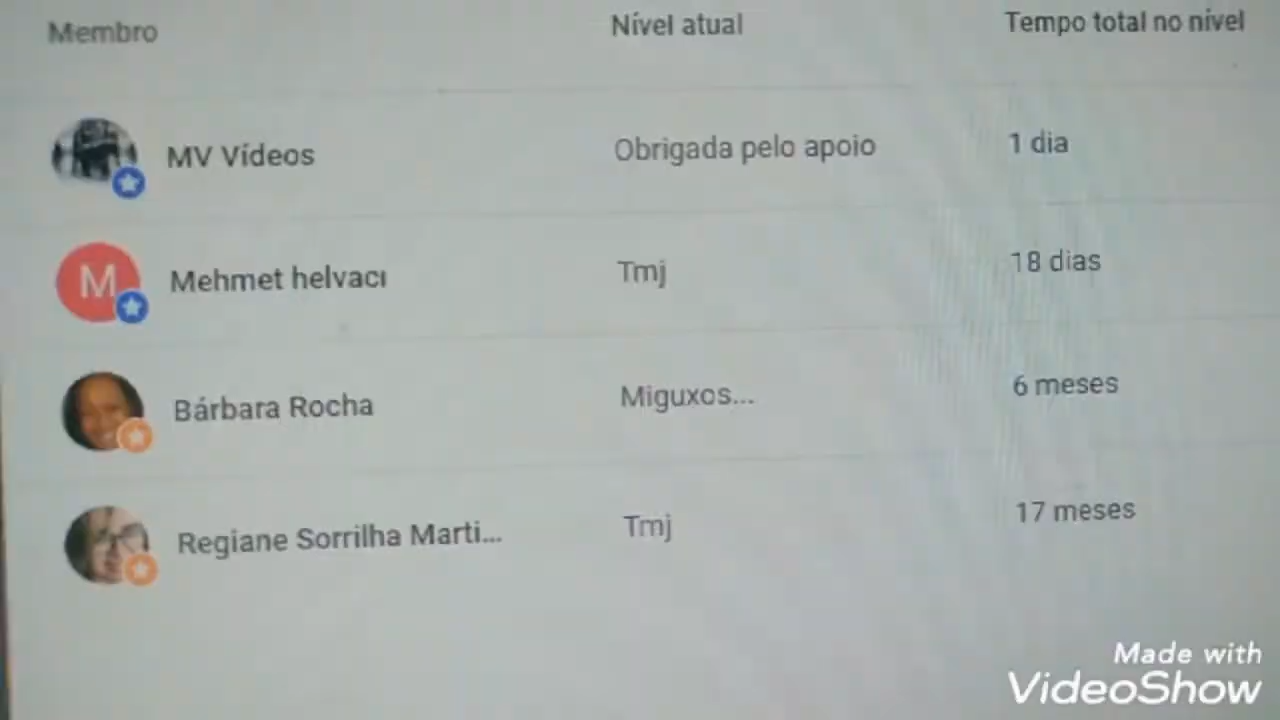 Membro Nível atual Tempo total no nível
MV Vídeos Obrigada pelo apoio 1 dia
M Mehmet helvacı Tmj 18 dias
Bárbara Rocha Miguxos... 6 meses
Regiane Sorrilha Marti... Tmj 17 meses
Made with
VideoShow